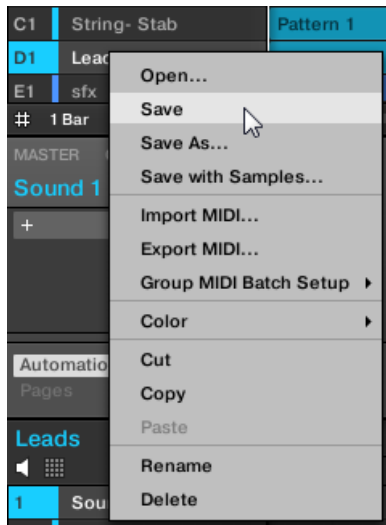 C1 String- Stab Pattern 1
D1 Lead
E1 sfx
1 Bar
MASTER
Sound 1
+
Open...
Save
Save As...
Save with Samples...
Import MIDI...
Export MIDI...
Group MIDI Batch Setup
Color
Cut
Copy
Paste
Rename
Delete
Automatio
Pages
Leads
1 Sou